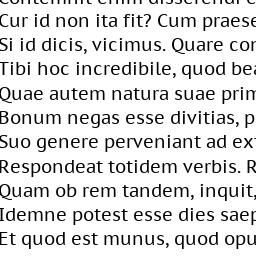 Contemnit enim disserendi e
Cur id non ita fit? Cum praese
Si id dicis, vicimus. Quare con
Tibi hoc incredibile, quod bea
Quae autem natura suae prim
Bonum negas esse divitias, p
Suo genere perveniant ad ext
Respondeat totidem verbis. R
Quam ob rem tandem, inquit,
Idemne potest esse dies saep
Et quod est munus, quod opu